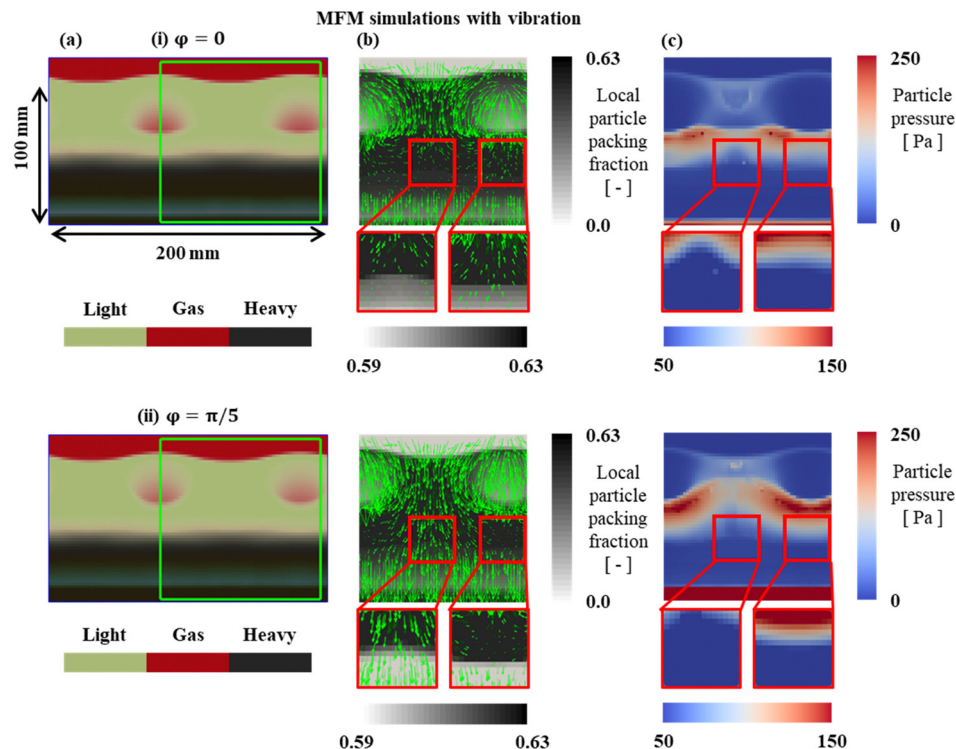 MFM simulations with vibration
(a)
(i) φ = 0
(b)
(c)
100 mm
200 mm
0.63
Local
particle
packing
fraction
[ - ]
0.0
250
Particle
pressure
[ Pa ]
0
Light Gas Heavy
0.59 0.63
50 150
(ii) φ = π/5
0.63
Local
particle
packing
fraction
[ - ]
0.0
250
Particle
pressure
[ Pa ]
0
Light Gas Heavy
0.59 0.63
50 150